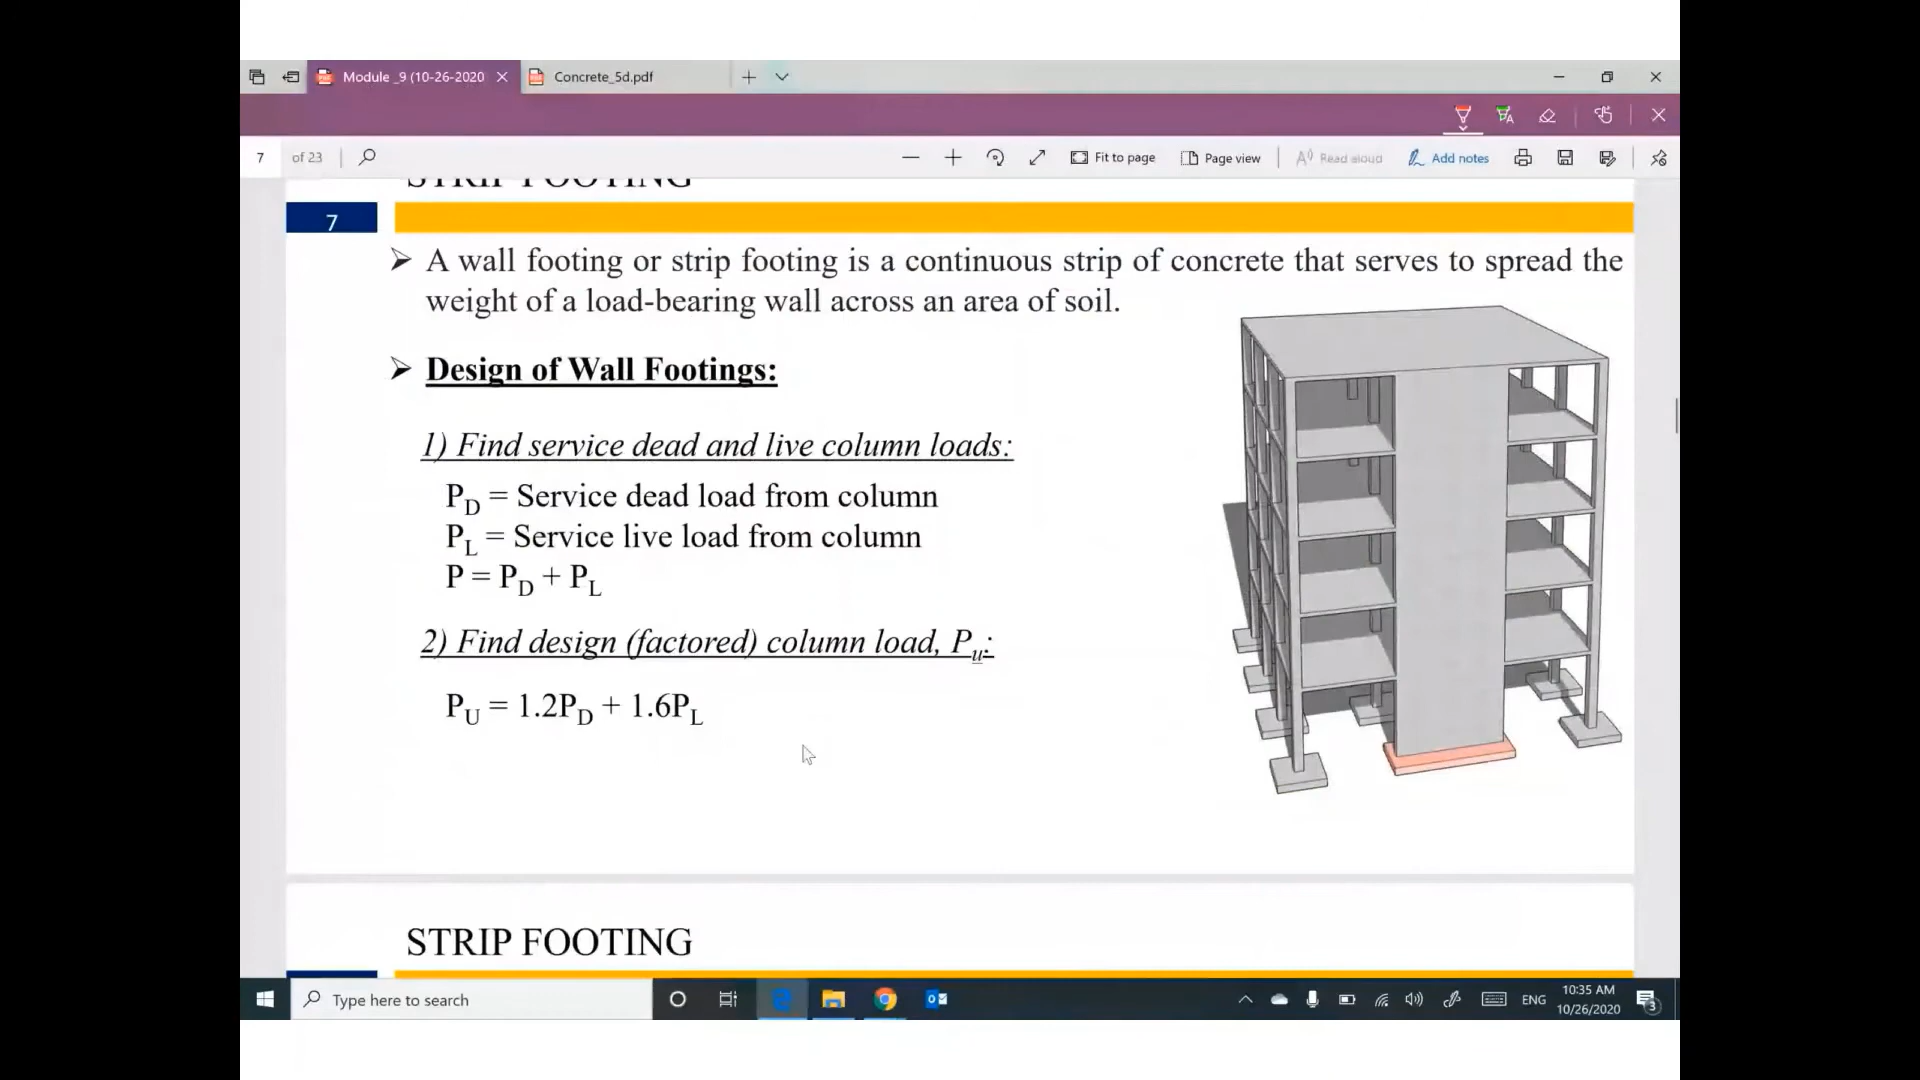 Module _9 (10-26-2020
Concrete_5d.pdf
7 of 23
Fit to page
Page view
Read aloud
Add notes
STRIP FOOTING
7
A wall footing or strip footing is a continuous strip of concrete that serves to spread the
weight of a load-bearing wall across an area of soil.
Design of Wall Footings:
1) Find service dead and live column loads:
PD = Service dead load from column
PL = Service live load from column
P = PD + PL
2) Find design (factored) column load, Pu:
PU = 1.2PD + 1.6PL
STRIP FOOTING
Type here to search
ENG
10:35 AM
10/26/2020
3